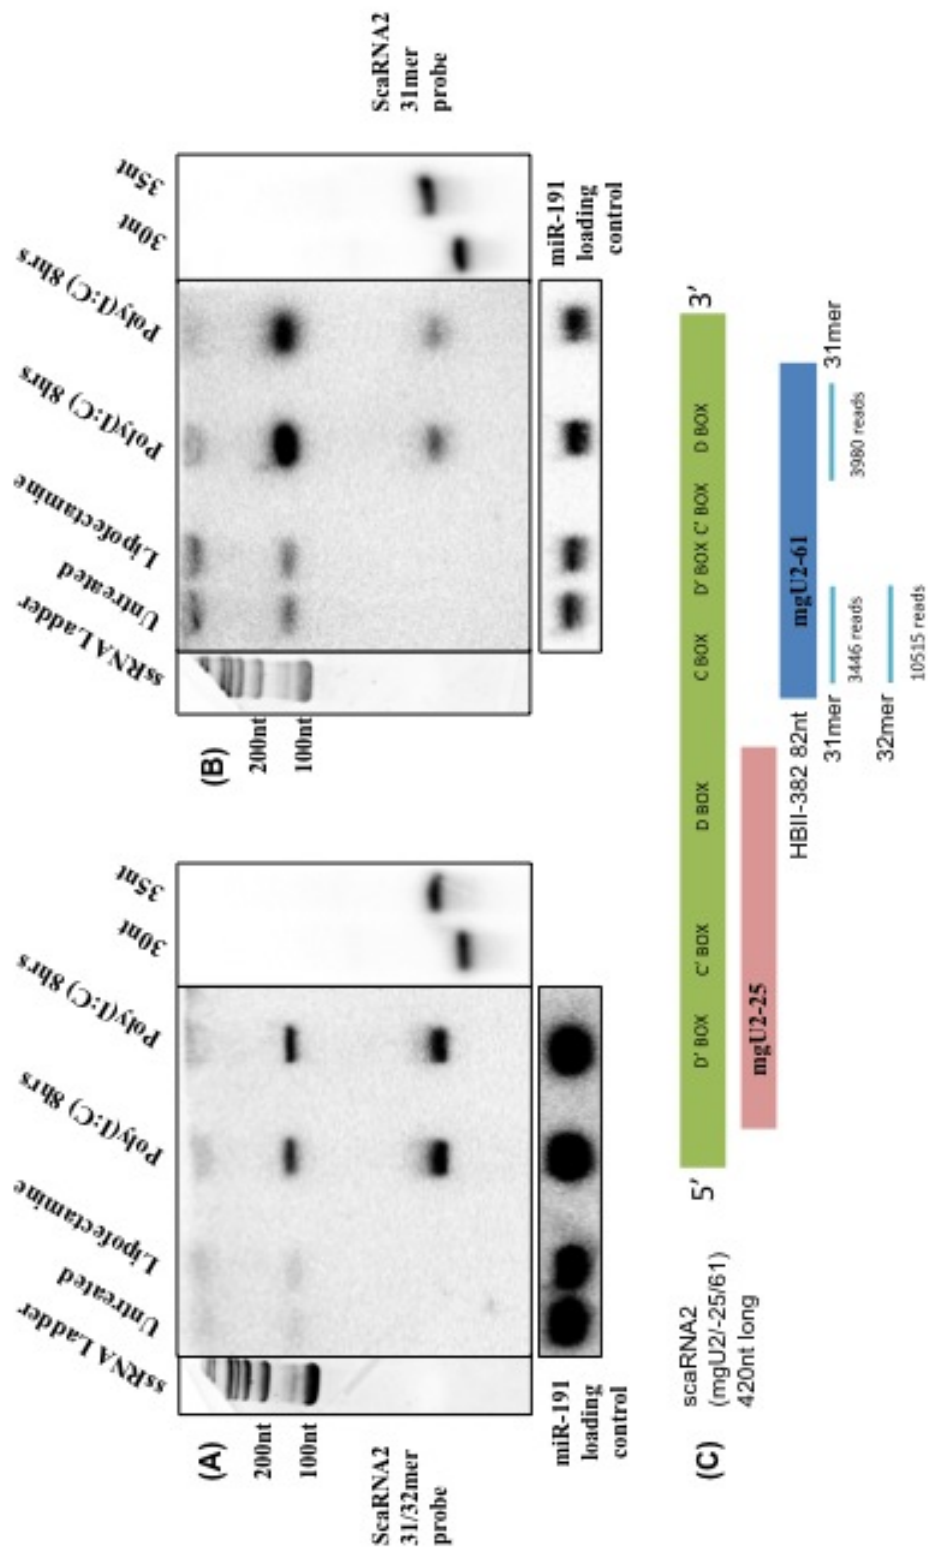 (A)
ssRNA Ladder
Untreated
Lipofectamine
Poly(I:C) 8hrs
Poly(I:C) 8hrs
30nt
35nt
200nt
100nt
ScaRNA2
31/32mer
probe
miR-191
loading
control
(B)
ssRNA Ladder
Untreated
Lipofectamine
Poly(I:C) 8hrs
Poly(I:C) 8hrs
30nt
35nt
200nt
100nt
ScaRNA2
31mer
probe
miR-191
loading
control
(C)
scaRNA2
(mgU2/-25/61)
420nt long
5' 3'
D' BOX C' BOX D BOX C BOX D' BOX C' BOX D BOX
mgU2-25
mgU2-61
HBII-382 82nt
31mer 31mer
3446 reads 3980 reads
32mer
10515 reads